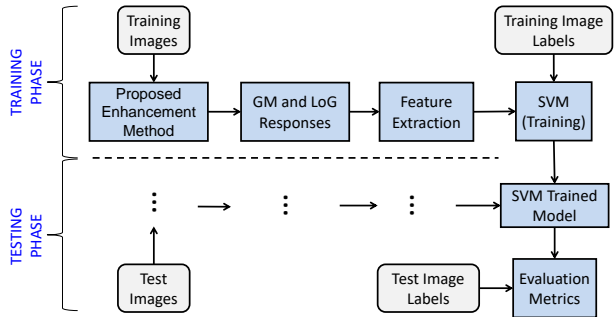 TRAINING
PHASE
Training
Images
Training Image
Labels
Proposed
Enhancement
Method
GM and LoG
Responses
Feature
Extraction
SVM
(Training)
TESTING
PHASE
SVM Trained
Model
Test
Images
Test Image
Labels
Evaluation
Metrics